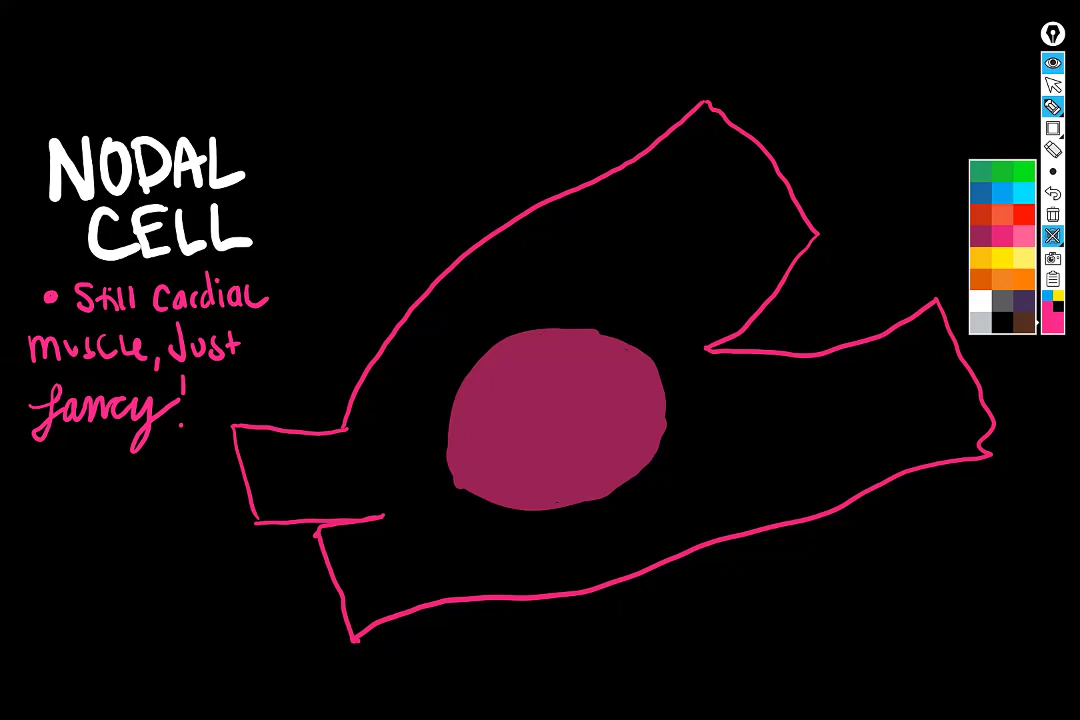 NODAL
CELL
• Still cardiac
muscle, Just
fancy!